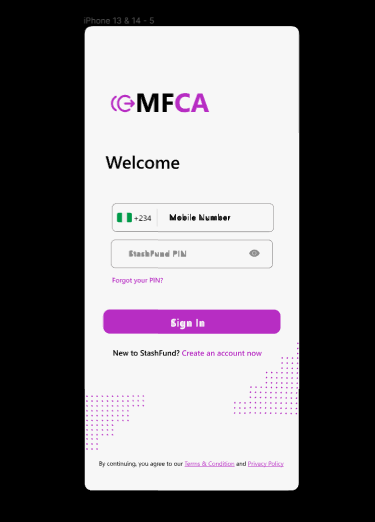 iPhone 13 & 14 - 5
MFCA
Welcome
+234 Mobile Number
StashFund PIN
Forgot your PIN?
Sign In
New to StashFund? Create an account now
By continuing, you agree to our Terms & Condition and Privacy Policy